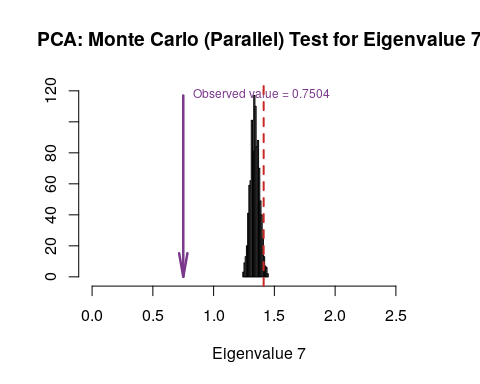 PCA: Monte Carlo (Parallel) Test for Eigenvalue 7
Observed value = 0.7504
120
80
60
40
20
0
0.0 0.5 1.0 1.5 2.0 2.5
Eigenvalue 7